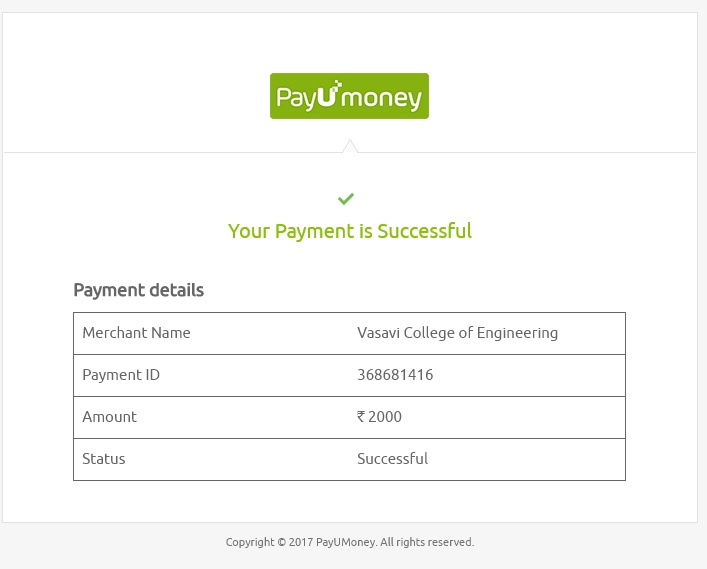 PayUmoney
Your Payment is Successful
Payment details
Merchant Name Vasavi College of Engineering
Payment ID 368681416
Amount ₹ 2000
Status Successful
Copyright © 2017 PayUMoney. All rights reserved.